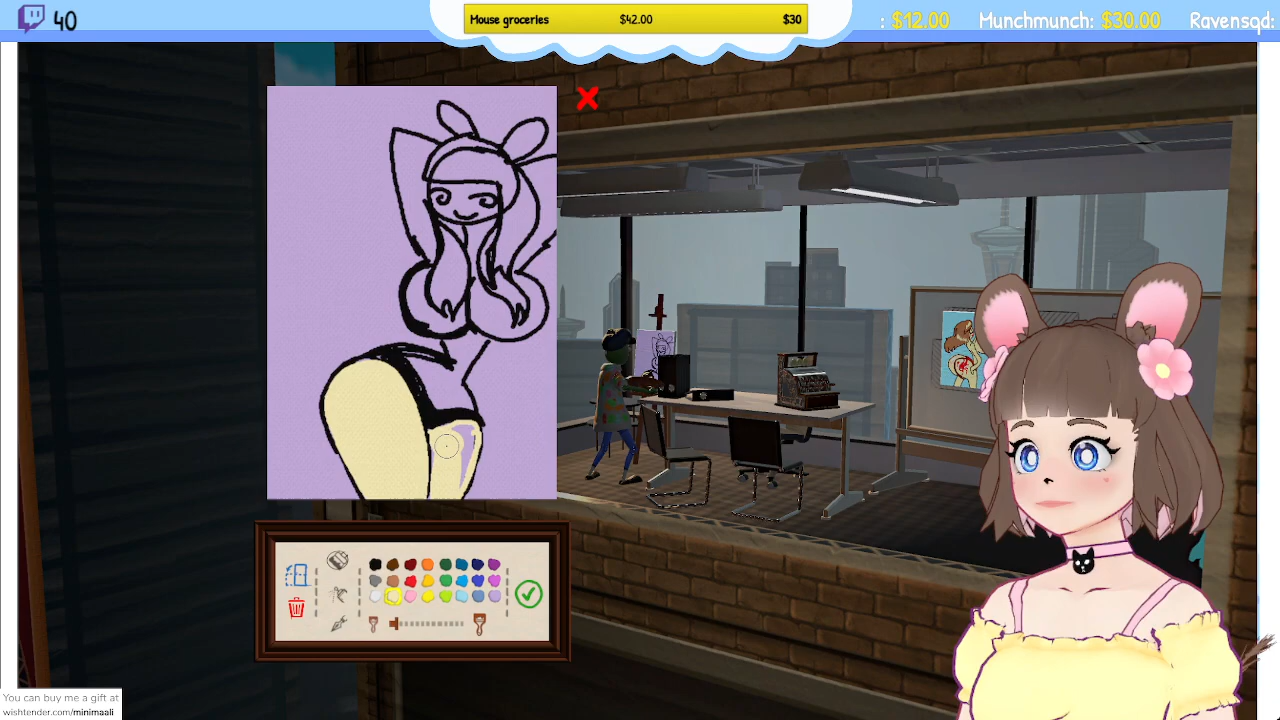 40
Mouse groceries $42.00 $30
: $12.00 Munchmunch: $30.00 Ravensqd:
You can buy me a gift at
wishtender.com/minimaali